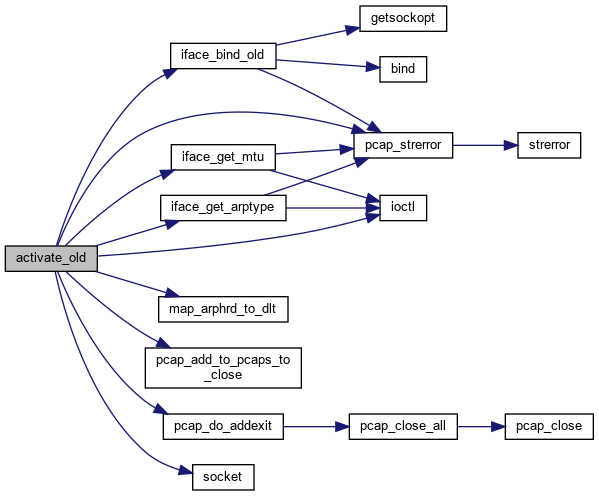 getsockopt
iface_bind_old
bind
pcap_strerror
strerror
iface_get_mtu
iface_get_arptype
ioctl
activate_old
map_arphrd_to_dlt
pcap_add_to_pcaps_to
_close
pcap_do_addexit
pcap_close_all
pcap_close
socket